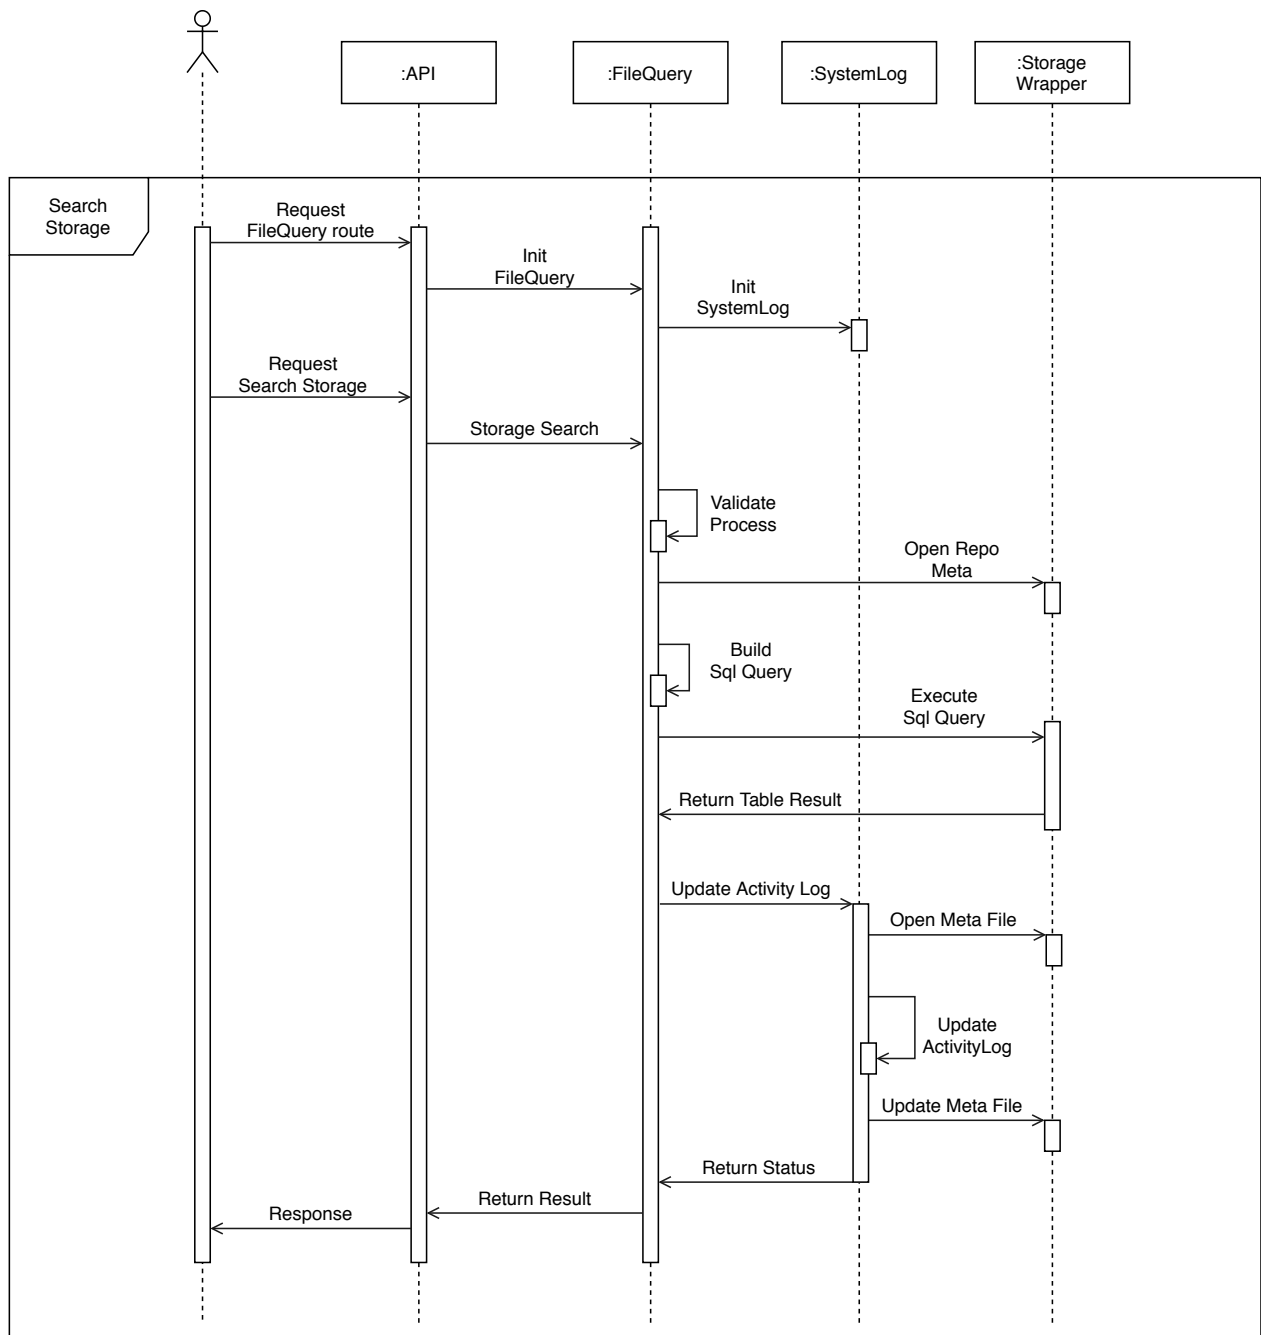 :API
:FileQuery
:SystemLog
:Storage
Wrapper
Search
Storage
Request
FileQuery route
Init
FileQuery
Init
SystemLog
Request
Search Storage
Storage Search
Validate
Process
Open Repo
Meta
Build
Sql Query
Execute
Sql Query
Return Table Result
Update Activity Log
Open Meta File
Update
ActivityLog
Update Meta File
Return Status
Return Result
Response